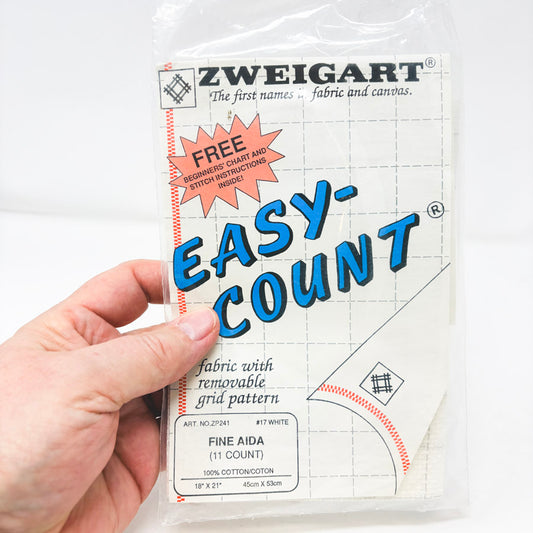 ZWEIGART®
The first names in fabric and canvas.
FREE
BEGINNERS' CHART AND
STITCH INSTRUCTIONS
INSIDE!
EASY-
COUNT®
fabric with
removable
grid pattern
ART. NO.ZP241 #17 WHITE
FINE AIDA
(11 COUNT)
100% COTTON/COTON
18" X 21" 45cm X 53cm